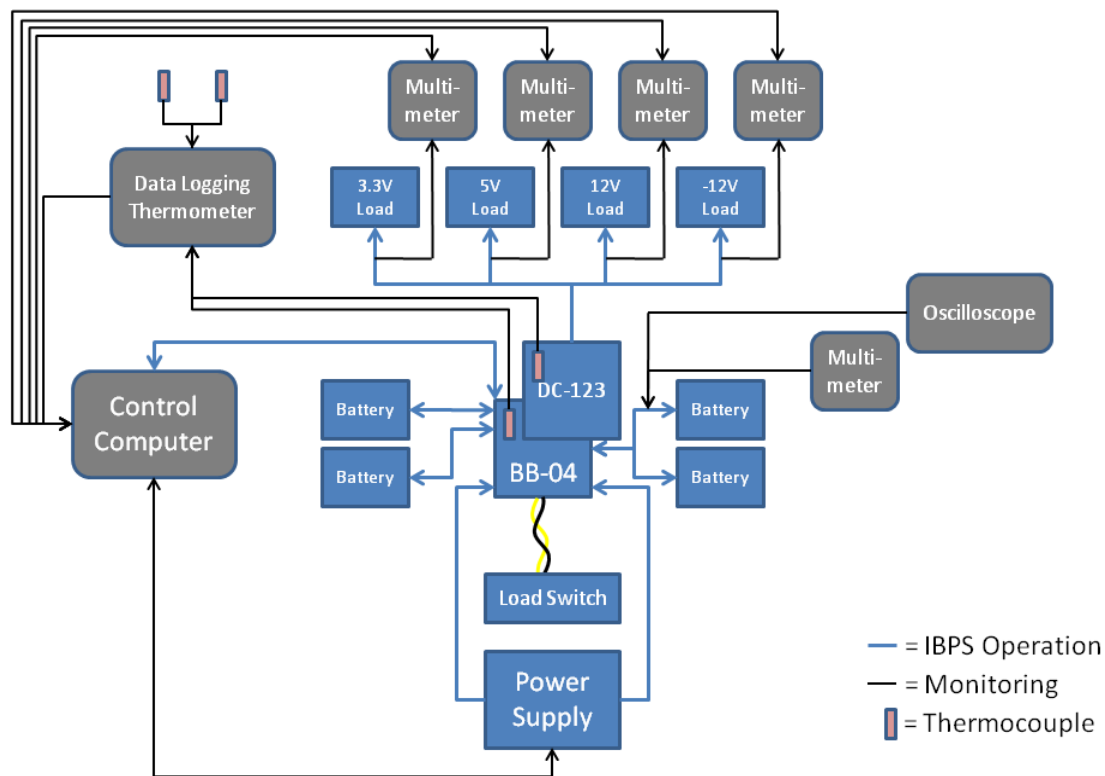 Multi-
meter
Multi-
meter
Multi-
meter
Multi-
meter
Data Logging
Thermometer
3.3V
Load
5V
Load
12V
Load
-12V
Load
Oscilloscope
Multi-
meter
Control
Computer
DC-123
Battery
Battery
BB-04
Battery
Battery
Load Switch
Power
Supply
= IBPS Operation
= Monitoring
= Thermocouple